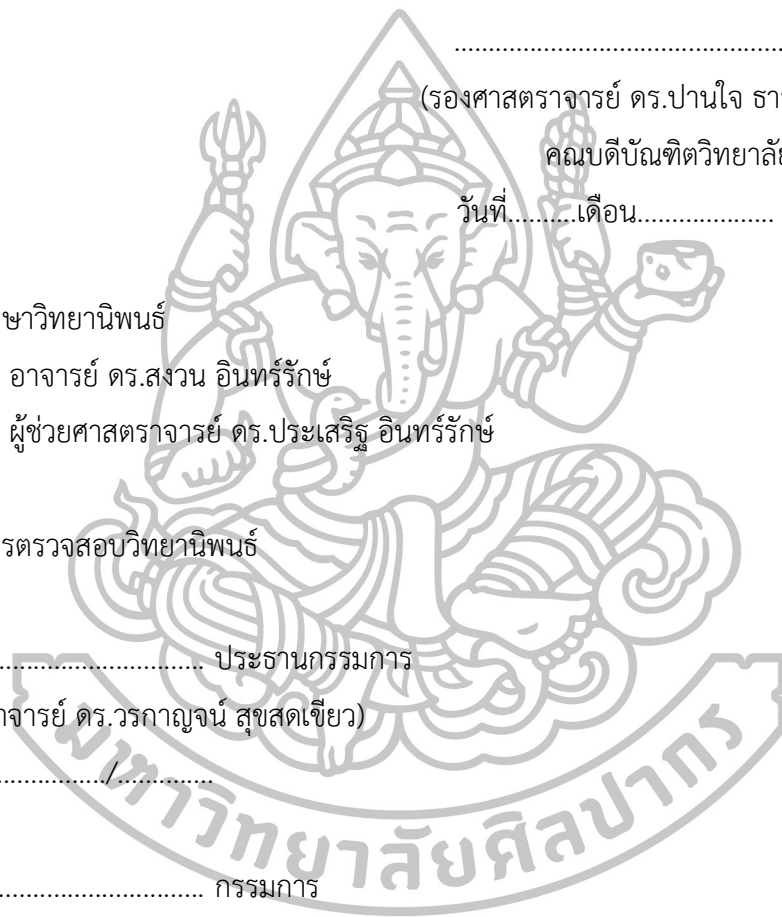 ................................................
(รองศาสตราจารย์ ดร.ปานใจ
คณบดีบัณฑิตวิทยาลัย
วันที่..........เดือน....................
ษาวิทยานิพนธ์
อาจารย์ ดร.สงวน อินทร์รักษ์
ผู้ช่วยศาสตราจารย์ ดร.ประเสริฐ อินทร์รักษ์
รตรวจสอบวิทยานิพนธ์
.............................. ประธานกรรมการ
าจารย์ ดร.วรกาญจน์ สุขสดเขียว)
................/..............
.............................. กรรมการ
มหาวิทยาลัยศิลปากร